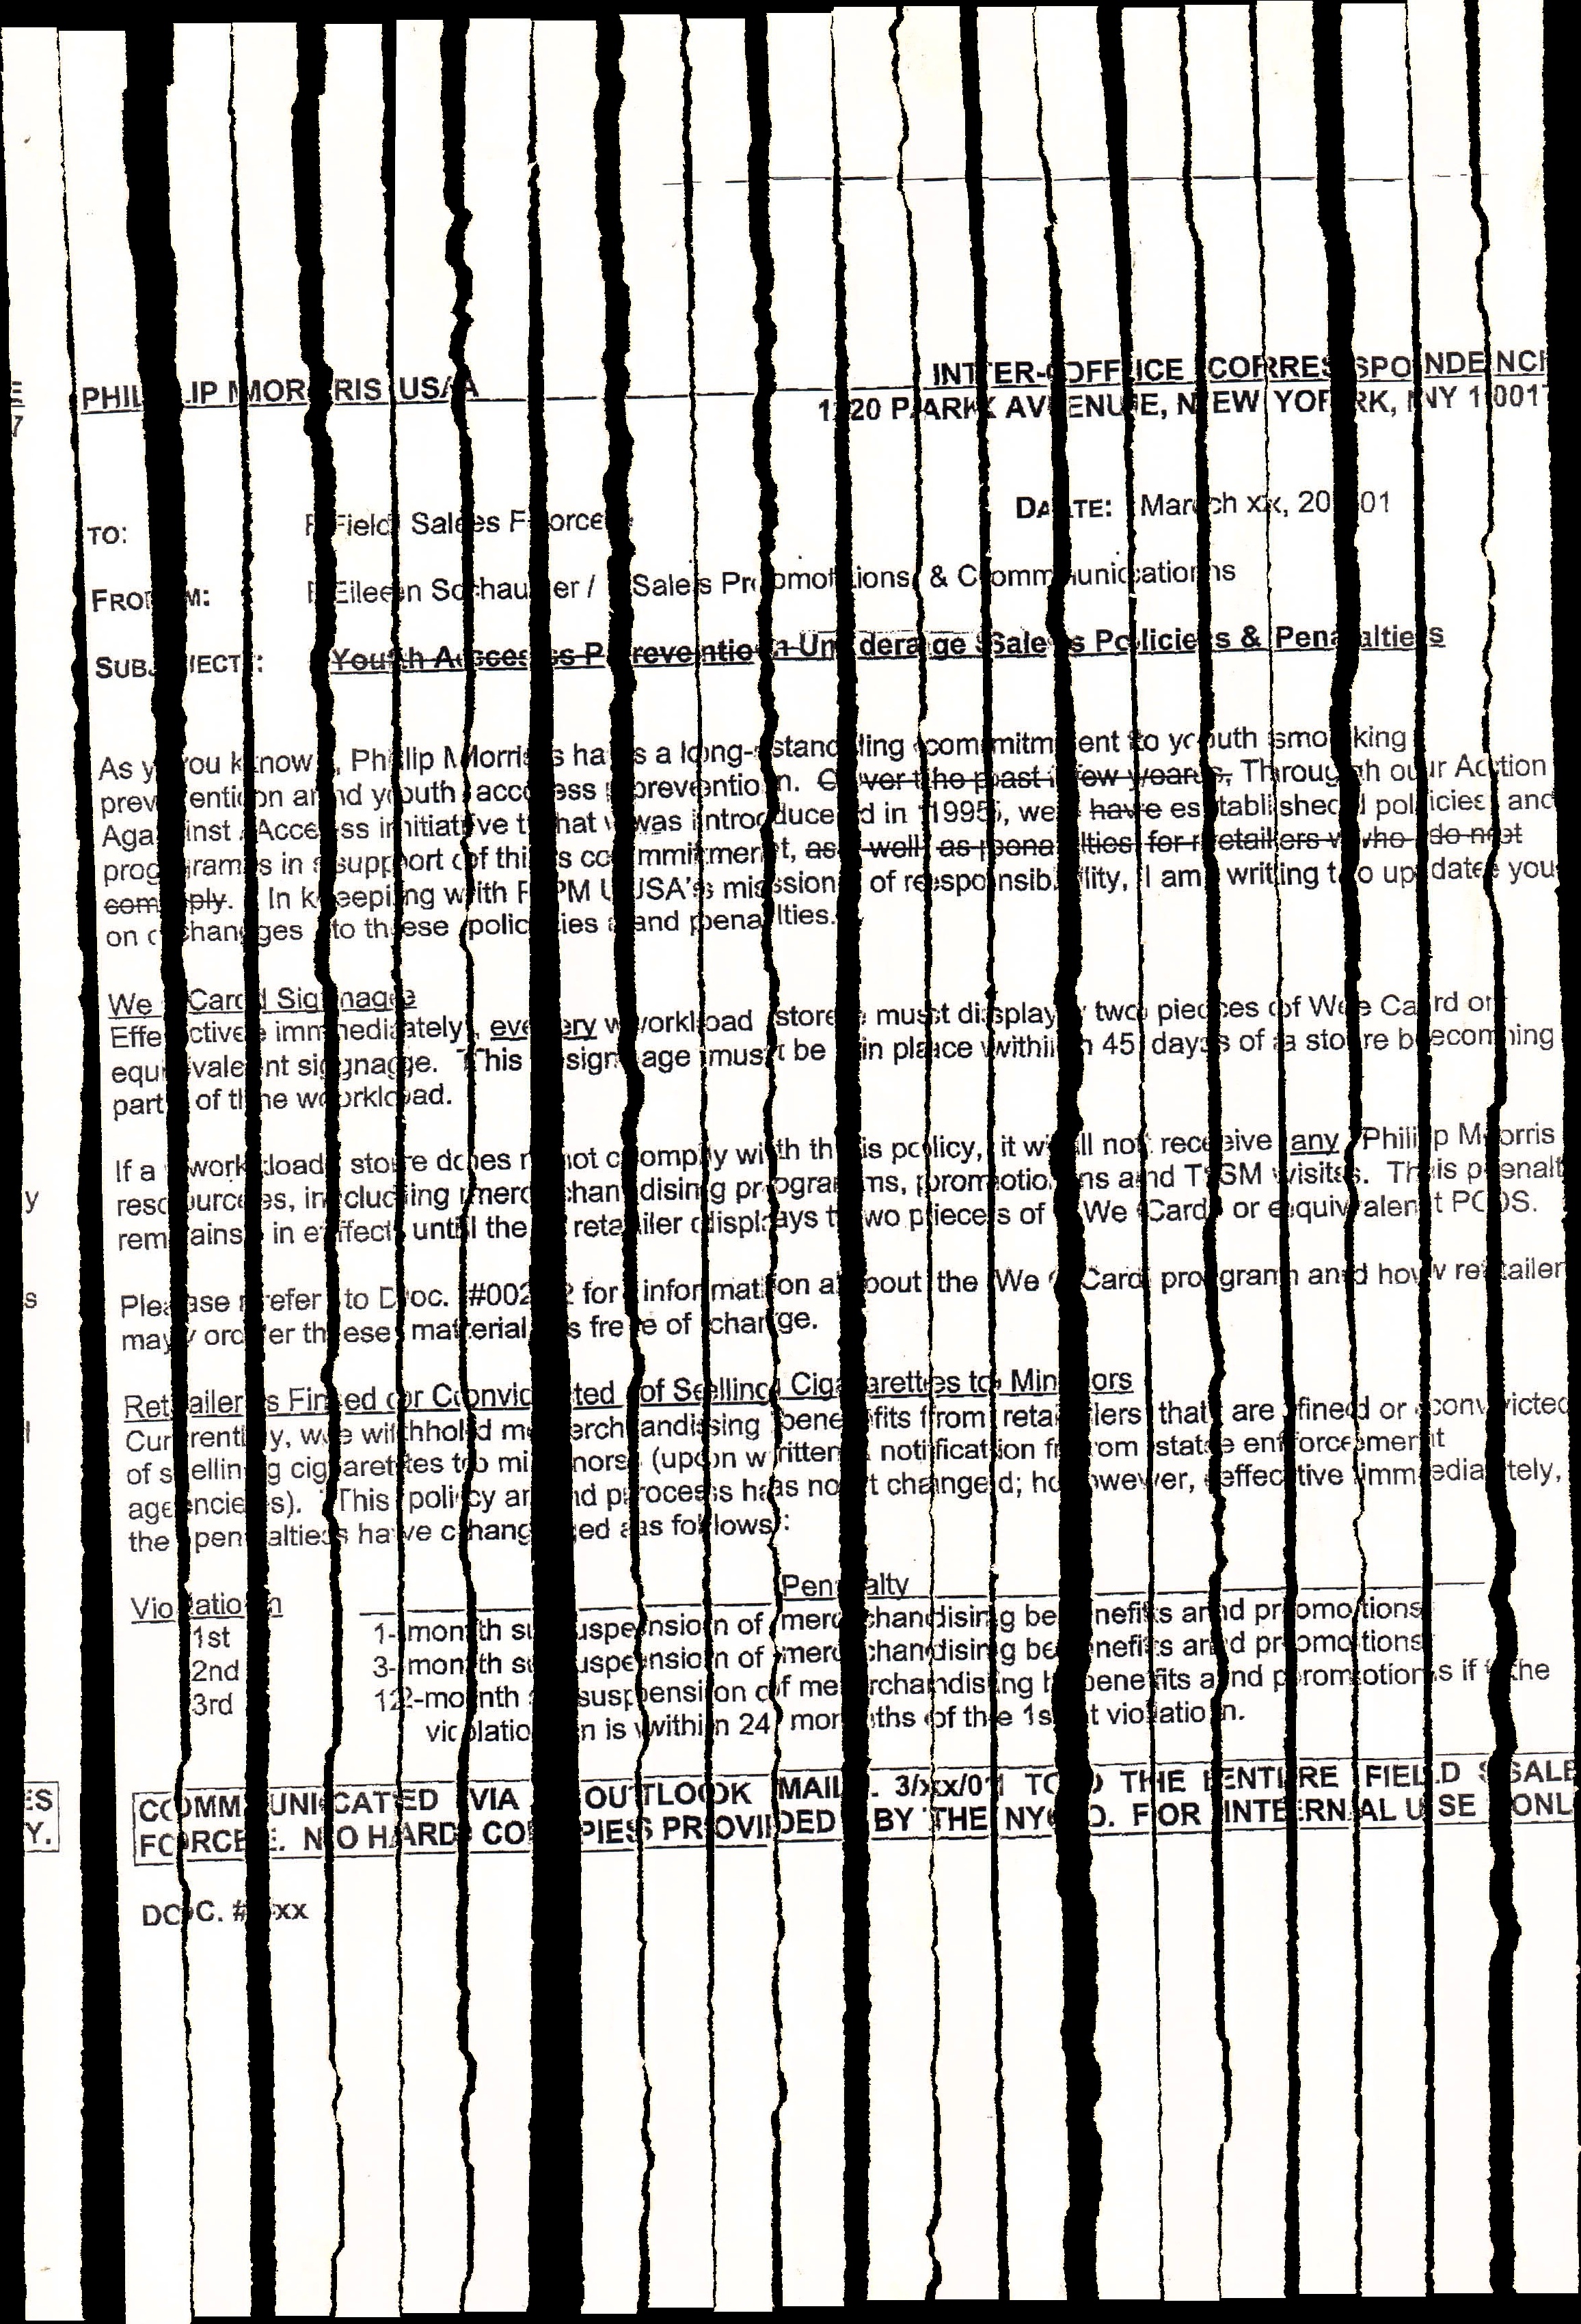 INTER-OFFICE CORRESPONDENCE
PHILIP MORRIS USA
120 PARK AVENUE, NEW YORK, NY 10017
TO: Field Sales Force
DATE: March xx, 2001
FROM: Eileen Schauer / Sales Promotions & Communications
SUBJECT: Youth Access Prevention Underage Sales Policies & Penalties
As you know, Philip Morris has a long-standing commitment to youth smoking
prevention and youth access prevention. Over the past few years, Through our Action
Against Access initiative that was introduced in 1995, we have established policies and
programs in support of this commitment, as well as penalties for retailers who do not
comply. In keeping with PM USA's mission of responsibility, I am writing to update you
on changes to these policies and penalties.
We Card Signage
Effective immediately, every workload store must display two pieces of We Card or
equivalent signage. This signage must be in place within 45 days of a store becoming
part of the workload.
If a workload store does not comply with this policy, it will not receive any Philip Morris
resources, including merchandising programs, promotions and TSM visits. This penalty
remains in effect until the retailer displays two pieces of We Card or equivalent POS.
Please refer to Doc. #0022 for information about the We Card program and how retailers
may order these materials free of charge.
Retailers Fined or Convicted of Selling Cigarettes to Minors
Currently, we withhold merchandising benefits from retailers that are fined or convicted
of selling cigarettes to minors (upon written notification from state enforcement
agencies). This policy and process has not changed; however, effective immediately,
the penalties have changed as follows:
Violation Penalty
1st 1-month suspension of merchandising benefits and promotions
2nd 3-month suspension of merchandising benefits and promotions
3rd 12-month suspension of merchandising benefits and promotions if the
violation is within 24 months of the 1st violation.
COMMUNICATED VIA OUTLOOK MAIL. 3/xx/01 TO THE ENTIRE FIELD SALES
FORCE. NO HARD COPIES PROVIDED BY THE NYO. FOR INTERNAL USE ONLY.
DOC. #xx